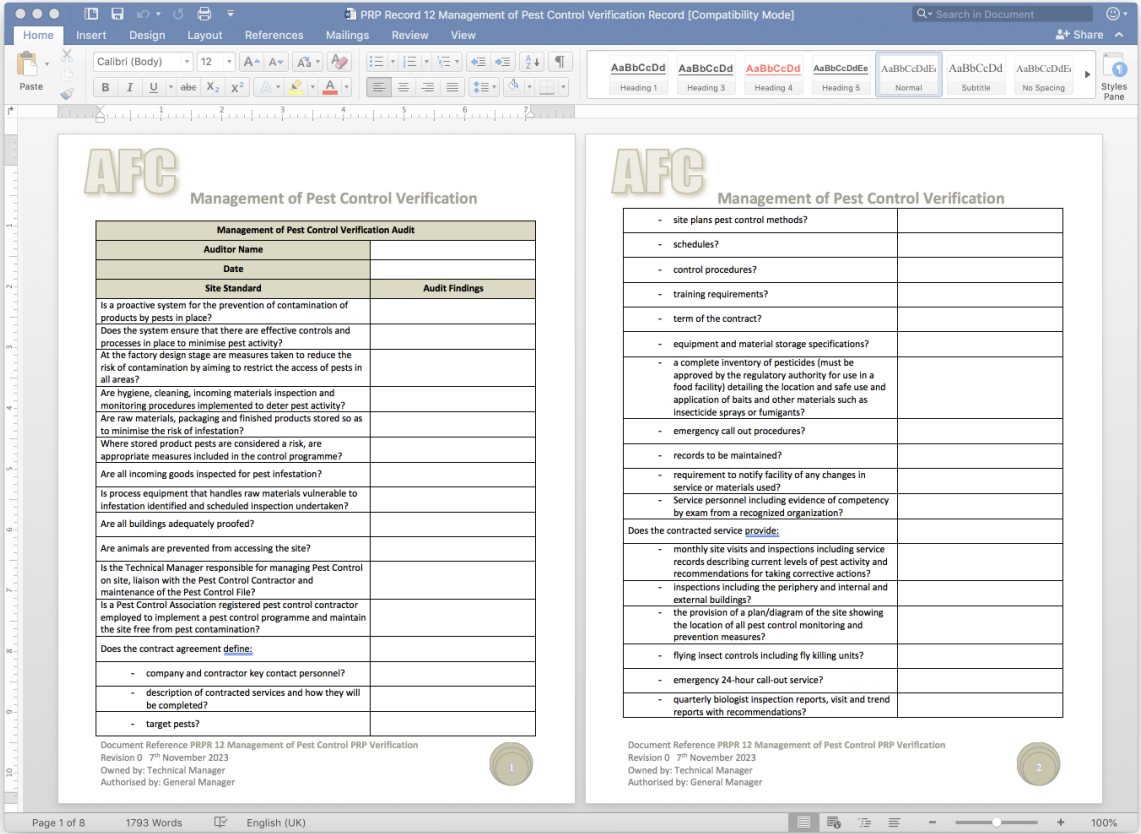 PRP Record 12 Management of Pest Control Verification Record [Compatibility Mode]
Search in Document
Home Insert Design Layout References Mailings Review View
Share
Paste
Calibri (Body) 12
AaBbCcDd AaBbCcDd AaBbCcDd AaBbCcDdEe AaBbCcDdEe AaBbCcDd AaBbCcDdEe
Heading 1 Heading 3 Heading 4 Heading 5 Normal Subtitle No Spacing
Styles Pane
1 2 3 4 5 6 7
AFC
Management of Pest Control Verification
Management of Pest Control Verification Audit
Auditor Name
Date
Site Standard Audit Findings
Is a proactive system for the prevention of contamination of
products by pests in place?
Does the system ensure that there are effective controls and
processes in place to minimise pest activity?
At the factory design stage are measures taken to reduce the
risk of contamination by aiming to restrict the access of pests in
all areas?
Are hygiene, cleaning, incoming materials inspection and
monitoring procedures implemented to deter pest activity?
Are raw materials, packaging and finished products stored so as
to minimise the risk of infestation?
Where stored product pests are considered a risk, are
appropriate measures included in the control programme?
Are all incoming goods inspected for pest infestation?
Is process equipment that handles raw materials vulnerable to
infestation identified and scheduled inspection undertaken?
Are all buildings adequately proofed?
Are animals are prevented from accessing the site?
Is the Technical Manager responsible for managing Pest Control
on site, liaison with the Pest Control Contractor and
maintenance of the Pest Control File?
Is a Pest Control Association registered pest control contractor
employed to implement a pest control programme and maintain
the site free from pest contamination?
Does the contract agreement define:
- company and contractor key contact personnel?
- description of contracted services and how they will
be completed?
- target pests?
Document Reference PRPR 12 Management of Pest Control PRP Verification
Revision 0 7th November 2023
Owned by: Technical Manager
Authorised by: General Manager
1
AFC
Management of Pest Control Verification
- site plans pest control methods?
- schedules?
- control procedures?
- training requirements?
- term of the contract?
- equipment and material storage specifications?
- a complete inventory of pesticides (must be
approved by the regulatory authority for use in a
food facility) detailing the location and safe use and
application of baits and other materials such as
insecticide sprays or fumigants?
- emergency call out procedures?
- records to be maintained?
- requirement to notify facility of any changes in
service or materials used?
- Service personnel including evidence of competency
by exam from a recognized organization?
Does the contracted service provide:
- monthly site visits and inspections including service
records describing current levels of pest activity and
recommendations for taking corrective actions?
- inspections including the periphery and internal and
external buildings?
- the provision of a plan/diagram of the site showing
the location of all pest control monitoring and
prevention measures?
- flying insect controls including fly killing units?
- emergency 24-hour call-out service?
- quarterly biologist inspection reports, visit and trend
reports with recommendations?
Document Reference PRPR 12 Management of Pest Control PRP Verification
Revision 0 7th November 2023
Owned by: Technical Manager
Authorised by: General Manager
2
Page 1 of 8 1793 Words English (UK) 100%